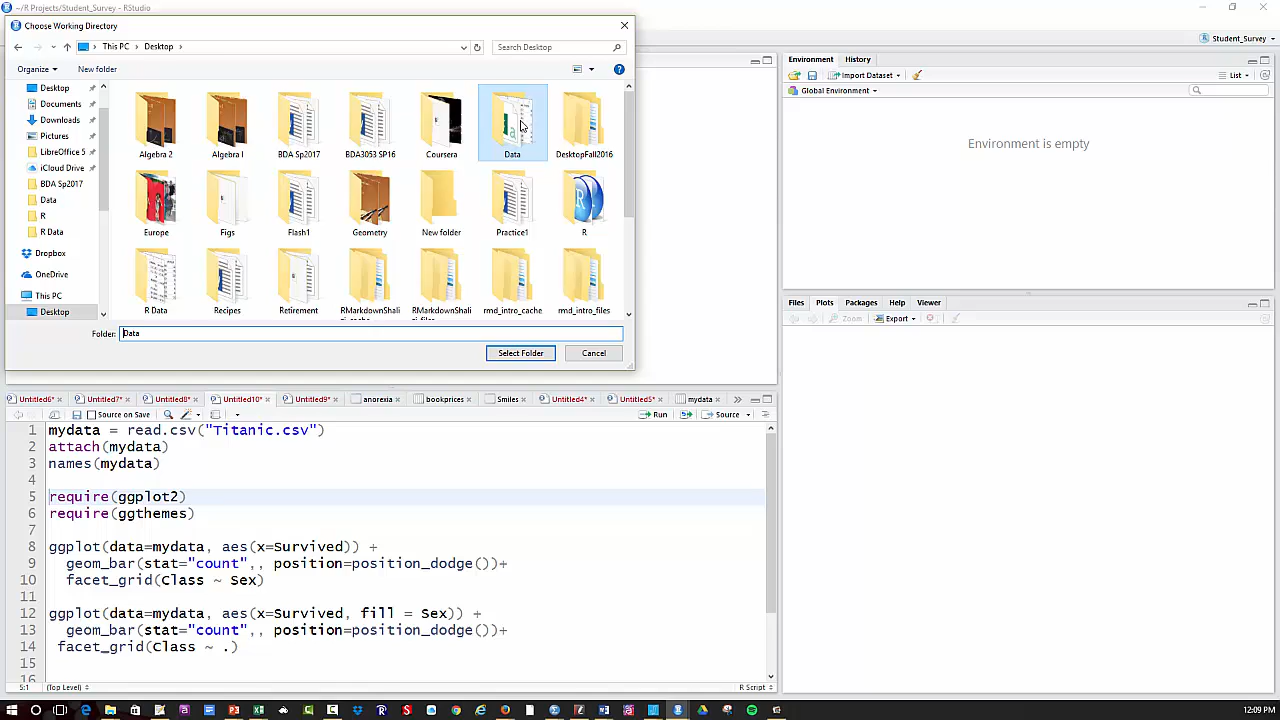 ~/R Projects/Student_Survey - RStudio
Choose Working Directory
This PC > Desktop >
Search Desktop
Organize
New folder
Desktop
Documents
Downloads
Pictures
LibreOffice 5
iCloud Drive
BDA Sp2017
Data
R
R Data
Dropbox
OneDrive
This PC
Desktop
Algebra 2
Algebra I
BDA Sp2017
BDA3053 SP16
Coursera
Data
DesktopFall2016
Europe
Figs
Flash1
Geometry
New folder
Practice1
R
R Data
Recipes
Retirement
RMarkdownShali
RMarkdownShali
rmd_intro_cache
rmd_intro_files
Folder: Data
Select Folder
Cancel
Student_Survey
Environment
History
Import Dataset
List
Global Environment
Environment is empty
Files
Plots
Packages
Help
Viewer
Zoom
Export
Untitled6*
Untitled7*
Untitled8*
Untitled10*
Untitled9*
anorexia
bookprices
Smiles
Untitled4*
Untitled5*
mydata
Source on Save
Run
Source
1 mydata = read.csv("Titanic.csv")
2 attach(mydata)
3 names(mydata)
4
5 require(ggplot2)
6 require(ggthemes)
7
8 ggplot(data=mydata, aes(x=Survived)) +
9 geom_bar(stat="count",, position=position_dodge())+
10 facet_grid(Class ~ Sex)
11
12 ggplot(data=mydata, aes(x=Survived, fill = Sex)) +
13 geom_bar(stat="count",, position=position_dodge())+
14 facet_grid(Class ~ .)
15
16
5:1
(Top Level)
R Script
12:09 PM